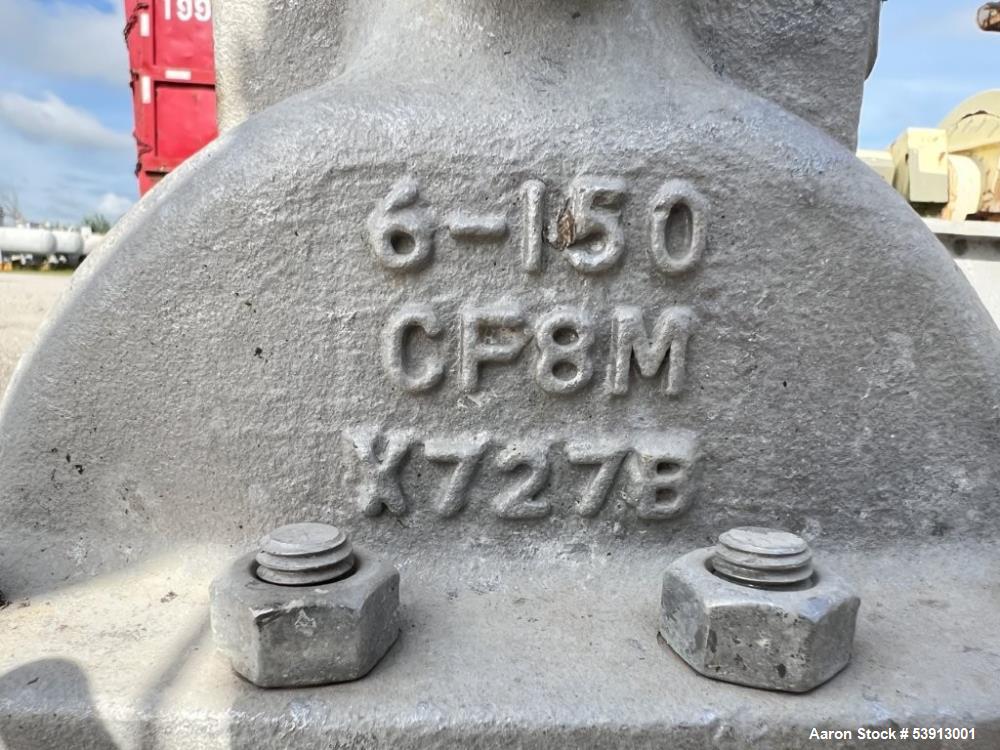 199
6-150
CF8M
X727B
Aaron Stock # 53913001